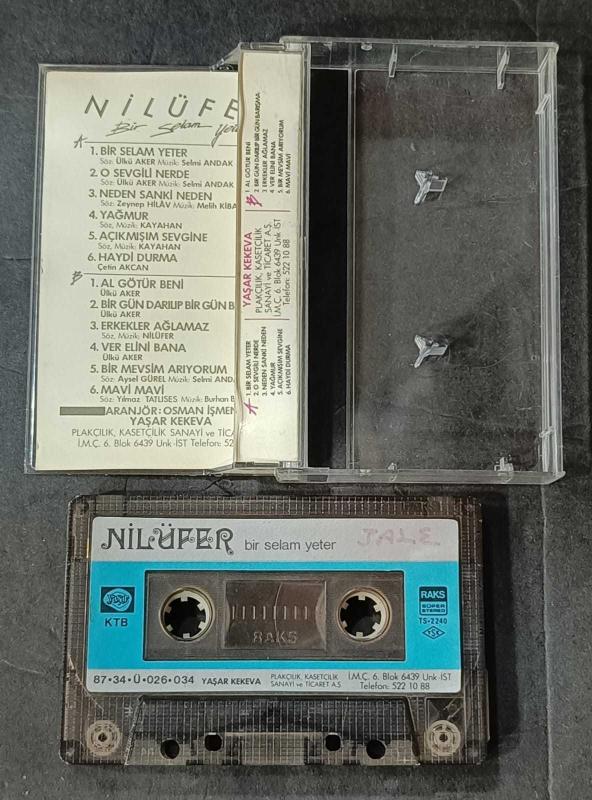 NİLÜFE
Bir Selam Yete
A
1. BİR SELAM YETER
Söz: Ülkü AKER Müzik: Selmi ANDAK
2. O SEVGİLİ NERDE
Söz: Ülkü AKER Müzik: Selmi ANDAK
3. NEDEN SANKİ NEDEN
Söz: Zeynep HİLÂV Müzik: Melih KİBA
4. YAĞMUR
Söz, Müzik: KAYAHAN
5. AÇIKMIŞIM SEVGİNE
Söz, Müzik: KAYAHAN
6. HAYDİ DURMA
Çetin AKCAN
B
1. AL GÖTÜR BENİ
Ülkü AKER
2. BİR GÜN DARILIP BİR GÜN B
Ülkü AKER
3. ERKEKLER AĞLAMAZ
Söz, Müzik: NİLÜFER
4. VER ELİNİ BANA
Ülkü AKER
5. BİR MEVSİM ARIYORUM
Söz: Aysel GÜREL Müzik: Selmi AND
6. MAVİ MAVİ
Söz: Yılmaz TATLISES Müzik: Burhan B
ARANJÖR: OSMAN İŞMEN
YAŞAR KEKEVA
PLAKÇILIK, KASETÇİLİK SANAYİ ve TİCA
İ.M.Ç. 6. Blok 6439 Unk-İST Telefon: 52
A
1. BİR SELAM YETER
2. O SEVGİLİ NERDE
3. NEDEN SANKİ NEDEN
4. YAĞMUR
5. AÇIKMIŞIM SEVGİNE
6. HAYDİ DURMA
YAŞAR KEKEVA
PLAKÇILIK, KASETÇİLİK
SANAYİ ve TİCARET A.Ş.
İ.M.Ç. 6. Blok 6439 Unk İST
Telefon: 522 10 88
B
1. AL GÖTÜR BENİ
2. BİR GÜN DARILIP BİR GÜN BARIŞMA
3. ERKEKLER AĞLAMAZ
4. VER ELİNİ BANA
5. BİR MEVSİM ARIYORUM
6. MAVİ MAVİ
NİLÜFER bir selam yeter JALE
Yaşar
KTB
RAKS
SÜPER
STEREO
TS-2240
TSE
RAKS
87•34•Ü•026•034 YAŞAR KEKEVA
PLAKÇILIK, KASETÇİLİK
SANAYİ ve TİCARET A.Ş.
İ.M.Ç. 6. Blok 6439 Unk-İST
Telefon: 522 10 88